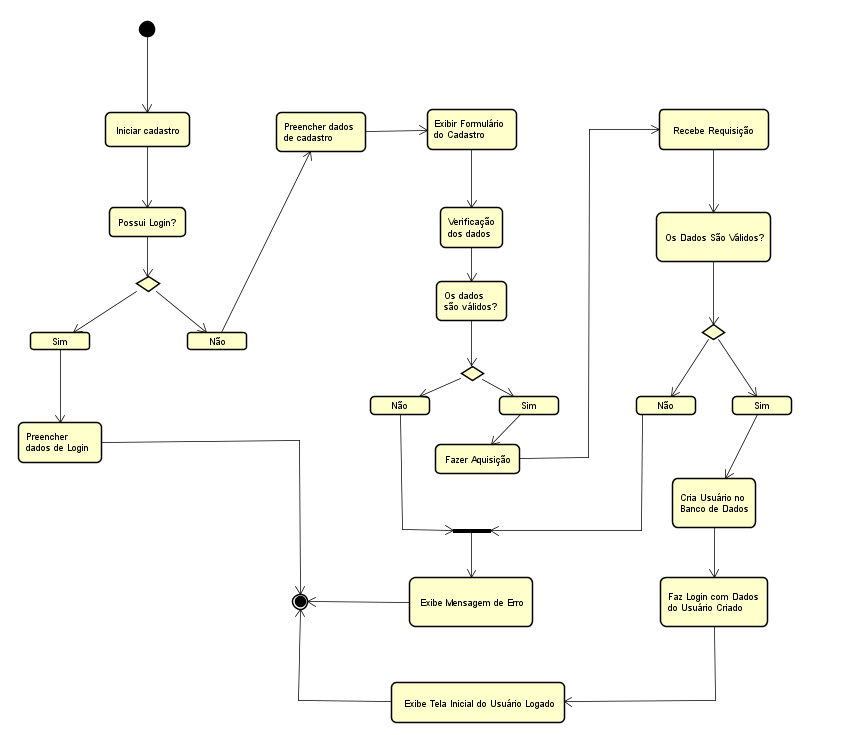 Iniciar cadastro
Possui Login?
Sim
Não
Preencher
dados de Login
Preencher dados
de cadastro
Exibir Formulário
do Cadastro
Verificação
dos dados
Os dados
são válidos?
Não
Sim
Fazer Aquisição
Recebe Requisição
Os Dados São Válidos?
Não
Sim
Cria Usuário no
Banco de Dados
Faz Login com Dados
do Usuário Criado
Exibe Mensagem de Erro
Exibe Tela Inicial do Usuário Logado